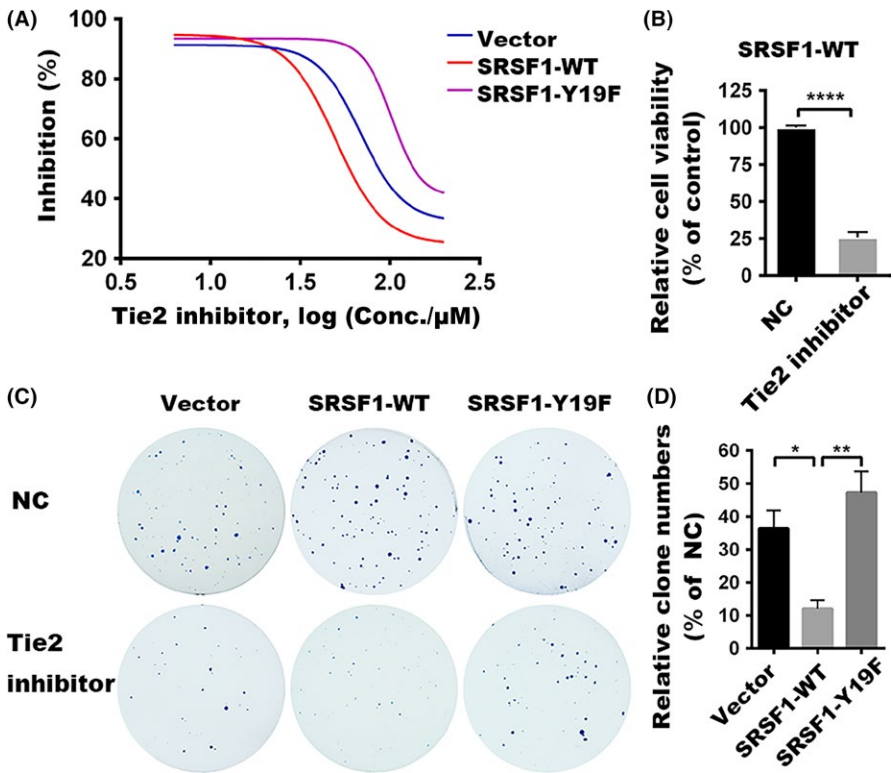 (A)
100
80
60
40
20
0.5
1.0
1.5
2.0
2.5
Inhibition (%)
Tie2 inhibitor, log (Conc./μM)
Vector
SRSF1-WT
SRSF1-Y19F
(B)
SRSF1-WT
****
125
100
75
50
25
0
Relative cell viability
(% of control)
NC
Tie2 inhibitor
(C)
Vector
SRSF1-WT
SRSF1-Y19F
NC
Tie2
inhibitor
(D)
60
50
40
30
20
10
0
*
**
Relative clone numbers
(% of NC)
Vector
SRSF1-WT
SRSF1-Y19F